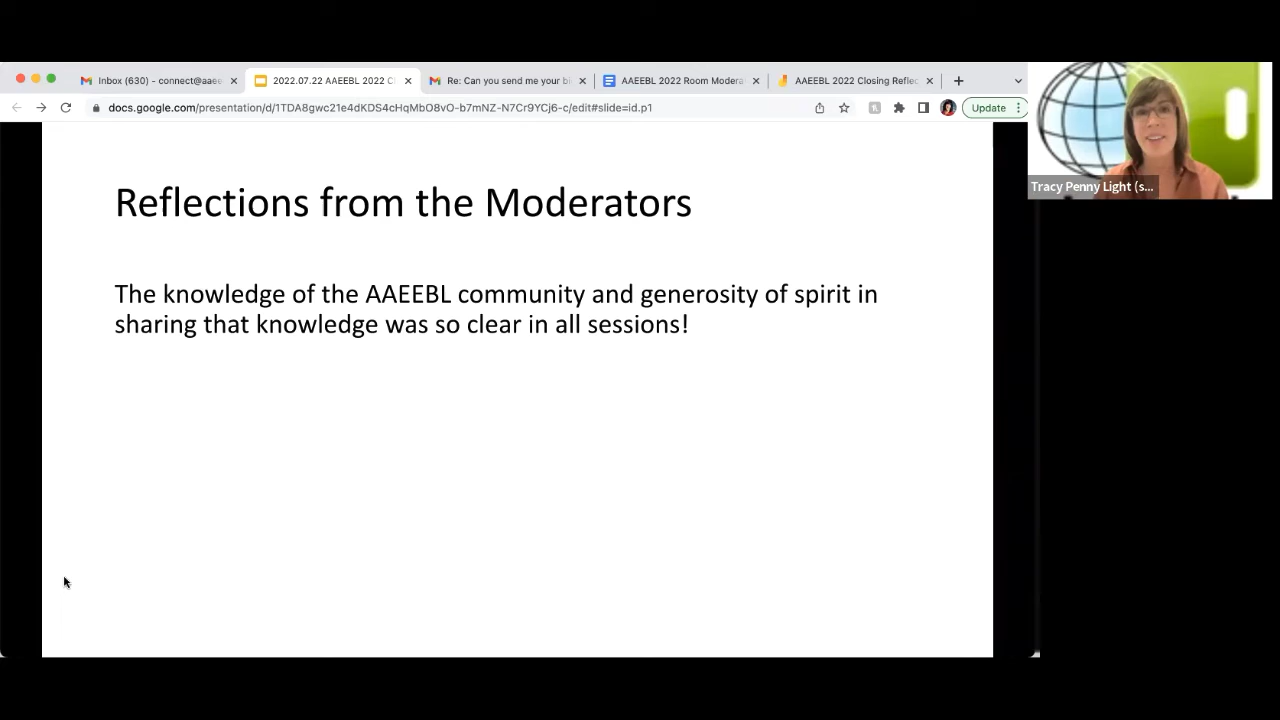 Inbox (630) - connect@aaee
2022.07.22 AAEEBL 2022 C
Re: Can you send me your bi
AAEEBL 2022 Room Modera
AAEEBL 2022 Closing Reflec
docs.google.com/presentation/d/1TDA8gwc21e4dKDS4cHqMbO8vO-b7mNZ-N7Cr9YCj6-c/edit#slide=id.p1
Update
Tracy Penny Light (s...
Reflections from the Moderators
The knowledge of the AAEEBL community and generosity of spirit in
sharing that knowledge was so clear in all sessions!